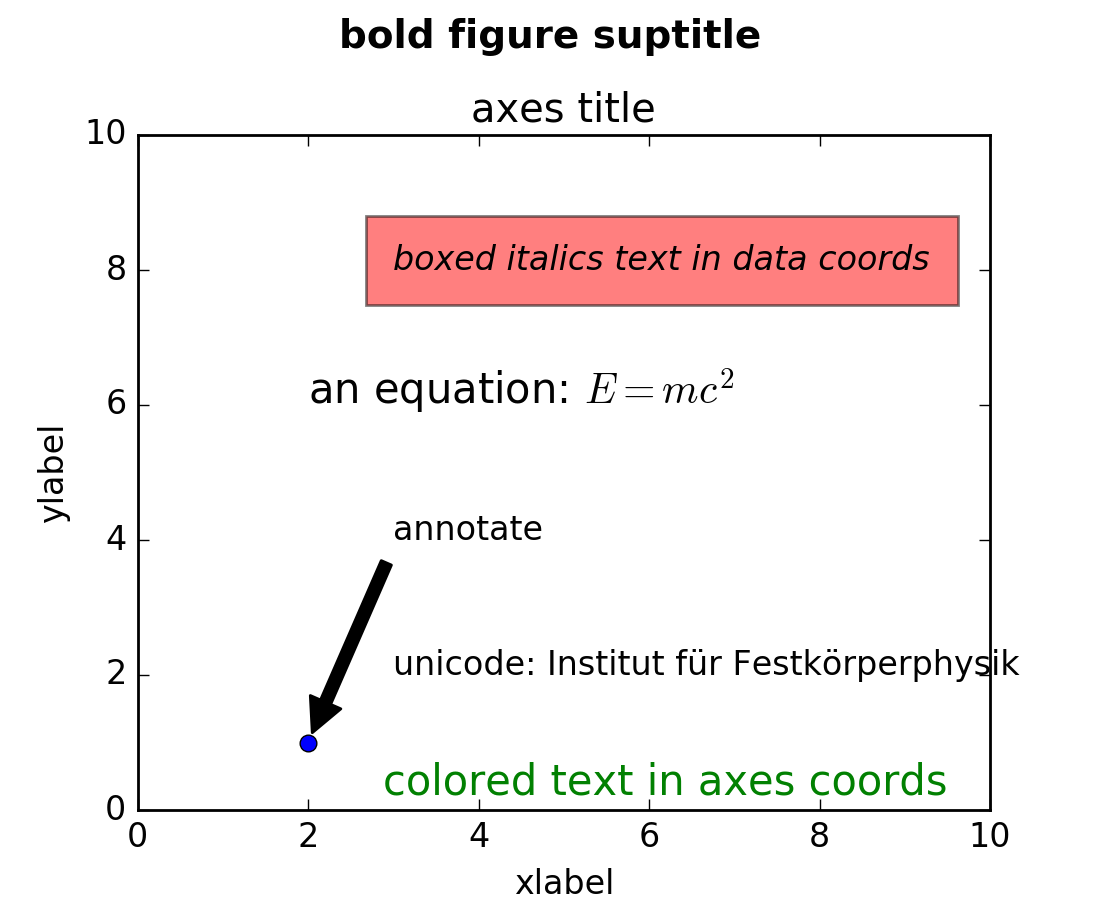 bold figure suptitle
axes title
10
boxed italics text in data coords
8
an equation: E = mc²
6
ylabel
annotate
4
unicode: Institut für Festkörperphysik
2
colored text in axes coords
0
0 2 4 6 8 10
xlabel